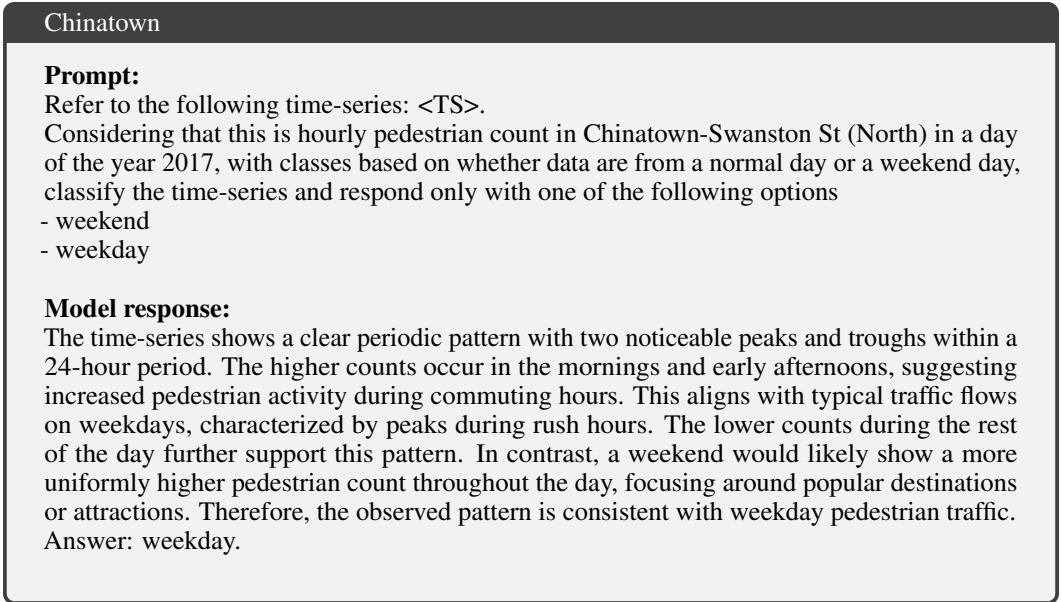 Chinatown
Prompt:
Refer to the following time-series: <TS>.
Considering that this is hourly pedestrian count in Chinatown-Swanston St (North) in a day
of the year 2017, with classes based on whether data are from a normal day or a weekend day,
classify the time-series and respond only with one of the following options
- weekend
- weekday
Model response:
The time-series shows a clear periodic pattern with two noticeable peaks and troughs within a
24-hour period. The higher counts occur in the mornings and early afternoons, suggesting
increased pedestrian activity during commuting hours. This aligns with typical traffic flows
on weekdays, characterized by peaks during rush hours. The lower counts during the rest
of the day further support this pattern. In contrast, a weekend would likely show a more
uniformly higher pedestrian count throughout the day, focusing around popular destinations
or attractions. Therefore, the observed pattern is consistent with weekday pedestrian traffic.
Answer: weekday.